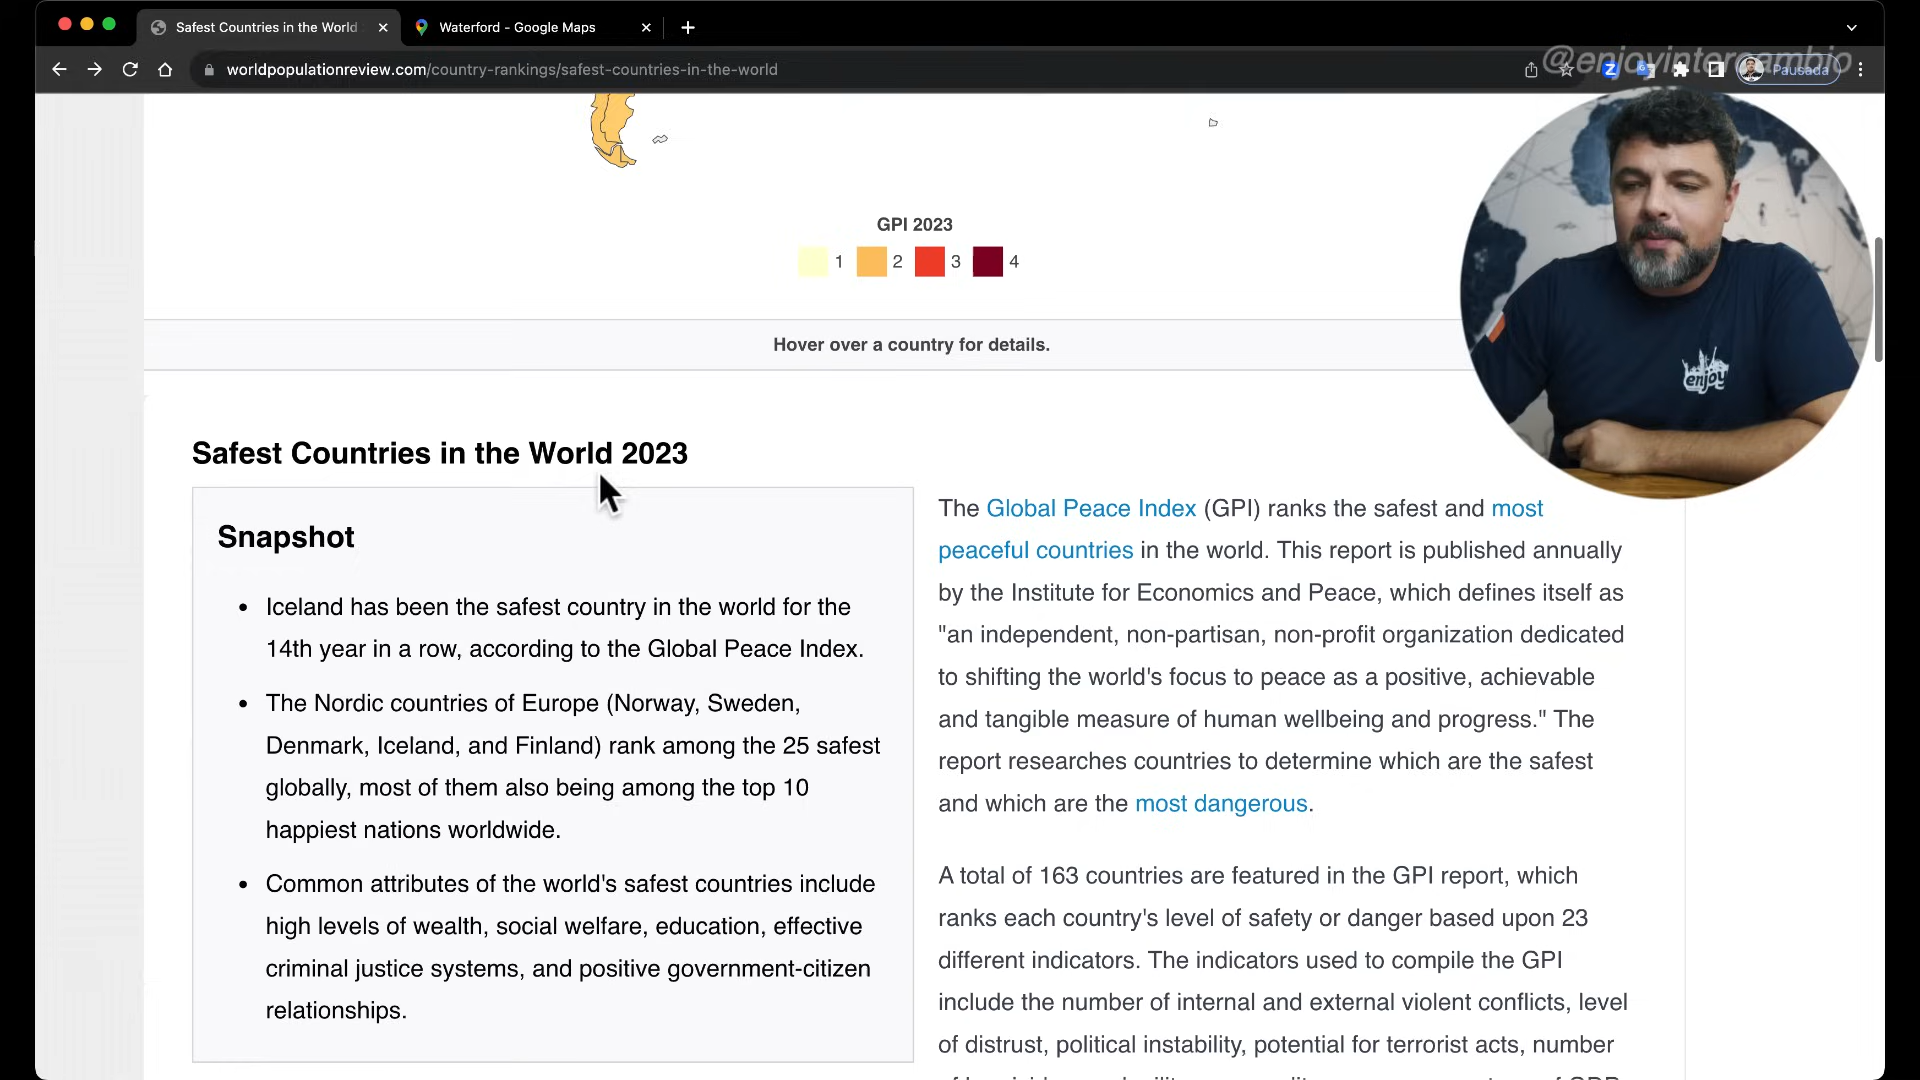 Safest Countries in the World
Waterford - Google Maps
worldpopulationreview.com/country-rankings/safest-countries-in-the-world
@enjoyintercambio
Pausada
GPI 2023
1 2 3 4
Hover over a country for details.
enjoy
Safest Countries in the World 2023
Snapshot
• Iceland has been the safest country in the world for the
14th year in a row, according to the Global Peace Index.
• The Nordic countries of Europe (Norway, Sweden,
Denmark, Iceland, and Finland) rank among the 25 safest
globally, most of them also being among the top 10
happiest nations worldwide.
• Common attributes of the world's safest countries include
high levels of wealth, social welfare, education, effective
criminal justice systems, and positive government-citizen
relationships.
The Global Peace Index (GPI) ranks the safest and most
peaceful countries in the world. This report is published annually
by the Institute for Economics and Peace, which defines itself as
"an independent, non-partisan, non-profit organization dedicated
to shifting the world's focus to peace as a positive, achievable
and tangible measure of human wellbeing and progress." The
report researches countries to determine which are the safest
and which are the most dangerous.
A total of 163 countries are featured in the GPI report, which
ranks each country's level of safety or danger based upon 23
different indicators. The indicators used to compile the GPI
include the number of internal and external violent conflicts, level
of distrust, political instability, potential for terrorist acts, number